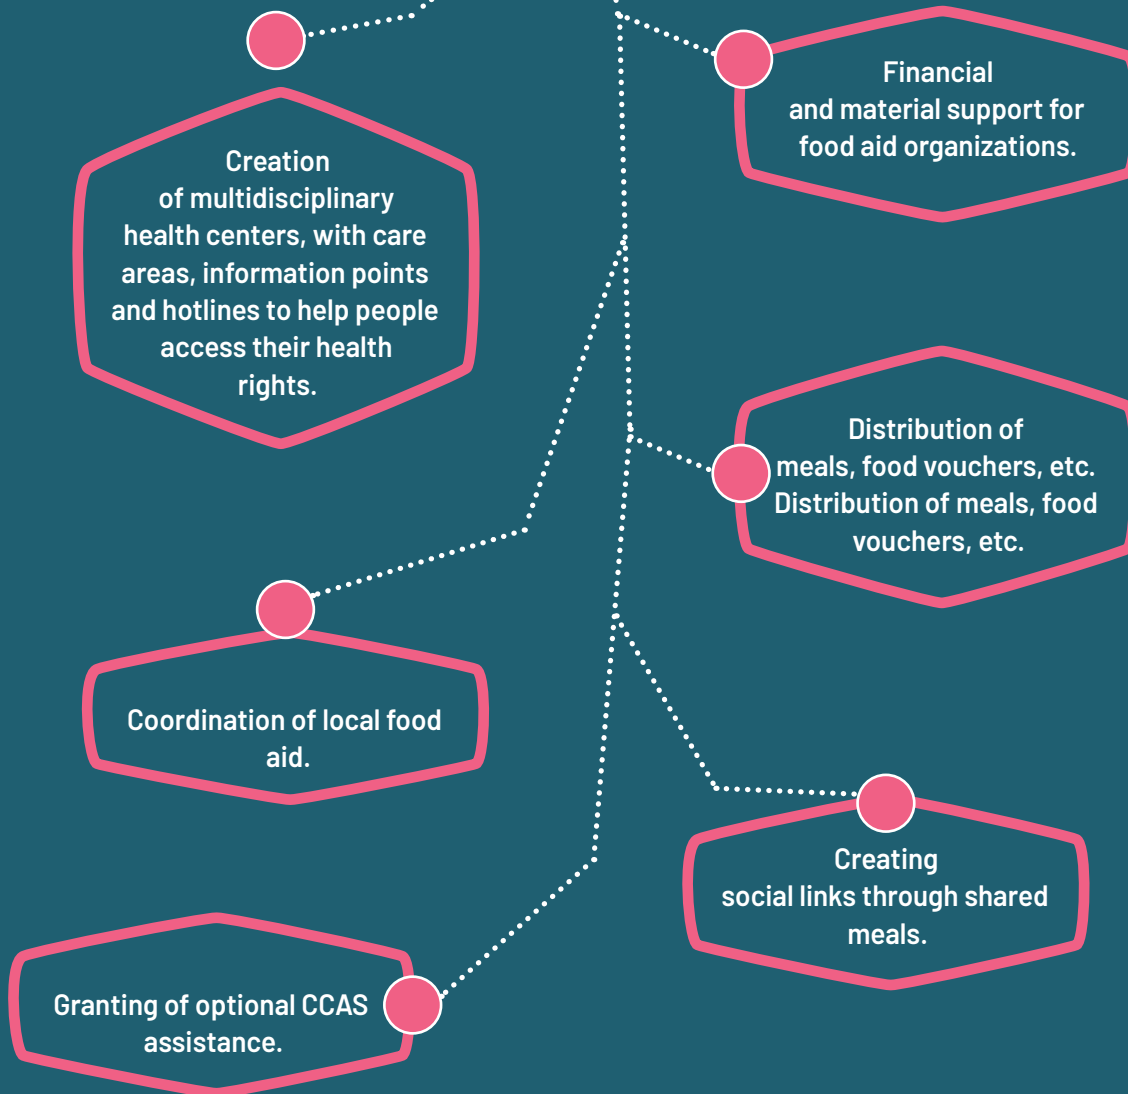 Financial
and material support for
food aid organizations.
Creation
of multidisciplinary
health centers, with care
areas, information points
and hotlines to help people
access their health
rights.
Distribution of
meals, food vouchers, etc.
Distribution of meals, food
vouchers, etc.
Coordination of local food
aid.
Creating
social links through shared
meals.
Granting of optional CCAS
assistance.